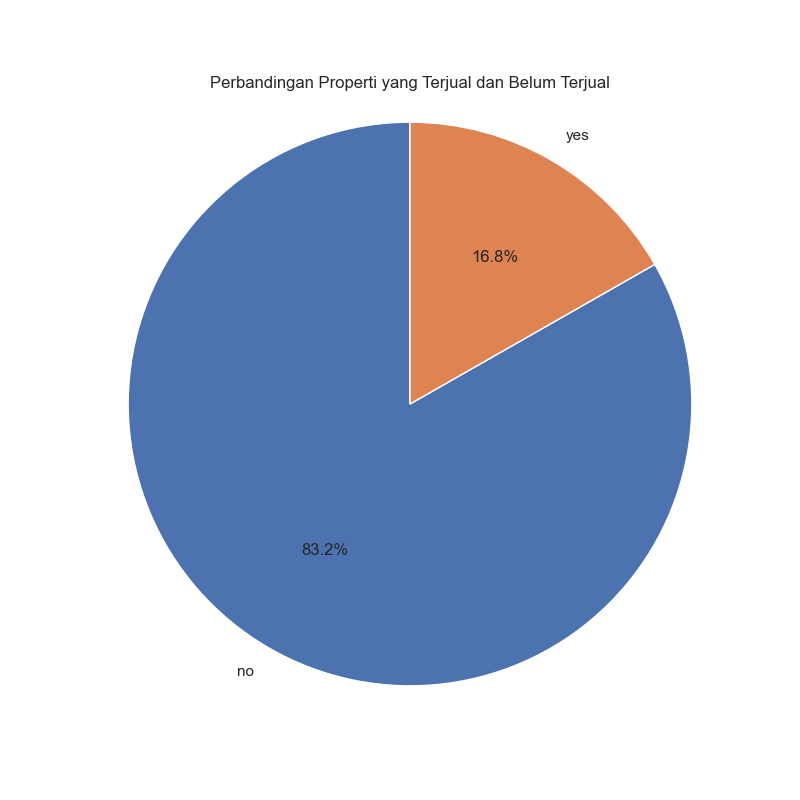 Perbandingan Properti yang Terjual dan Belum Terjual
yes
16.8%
83.2%
no